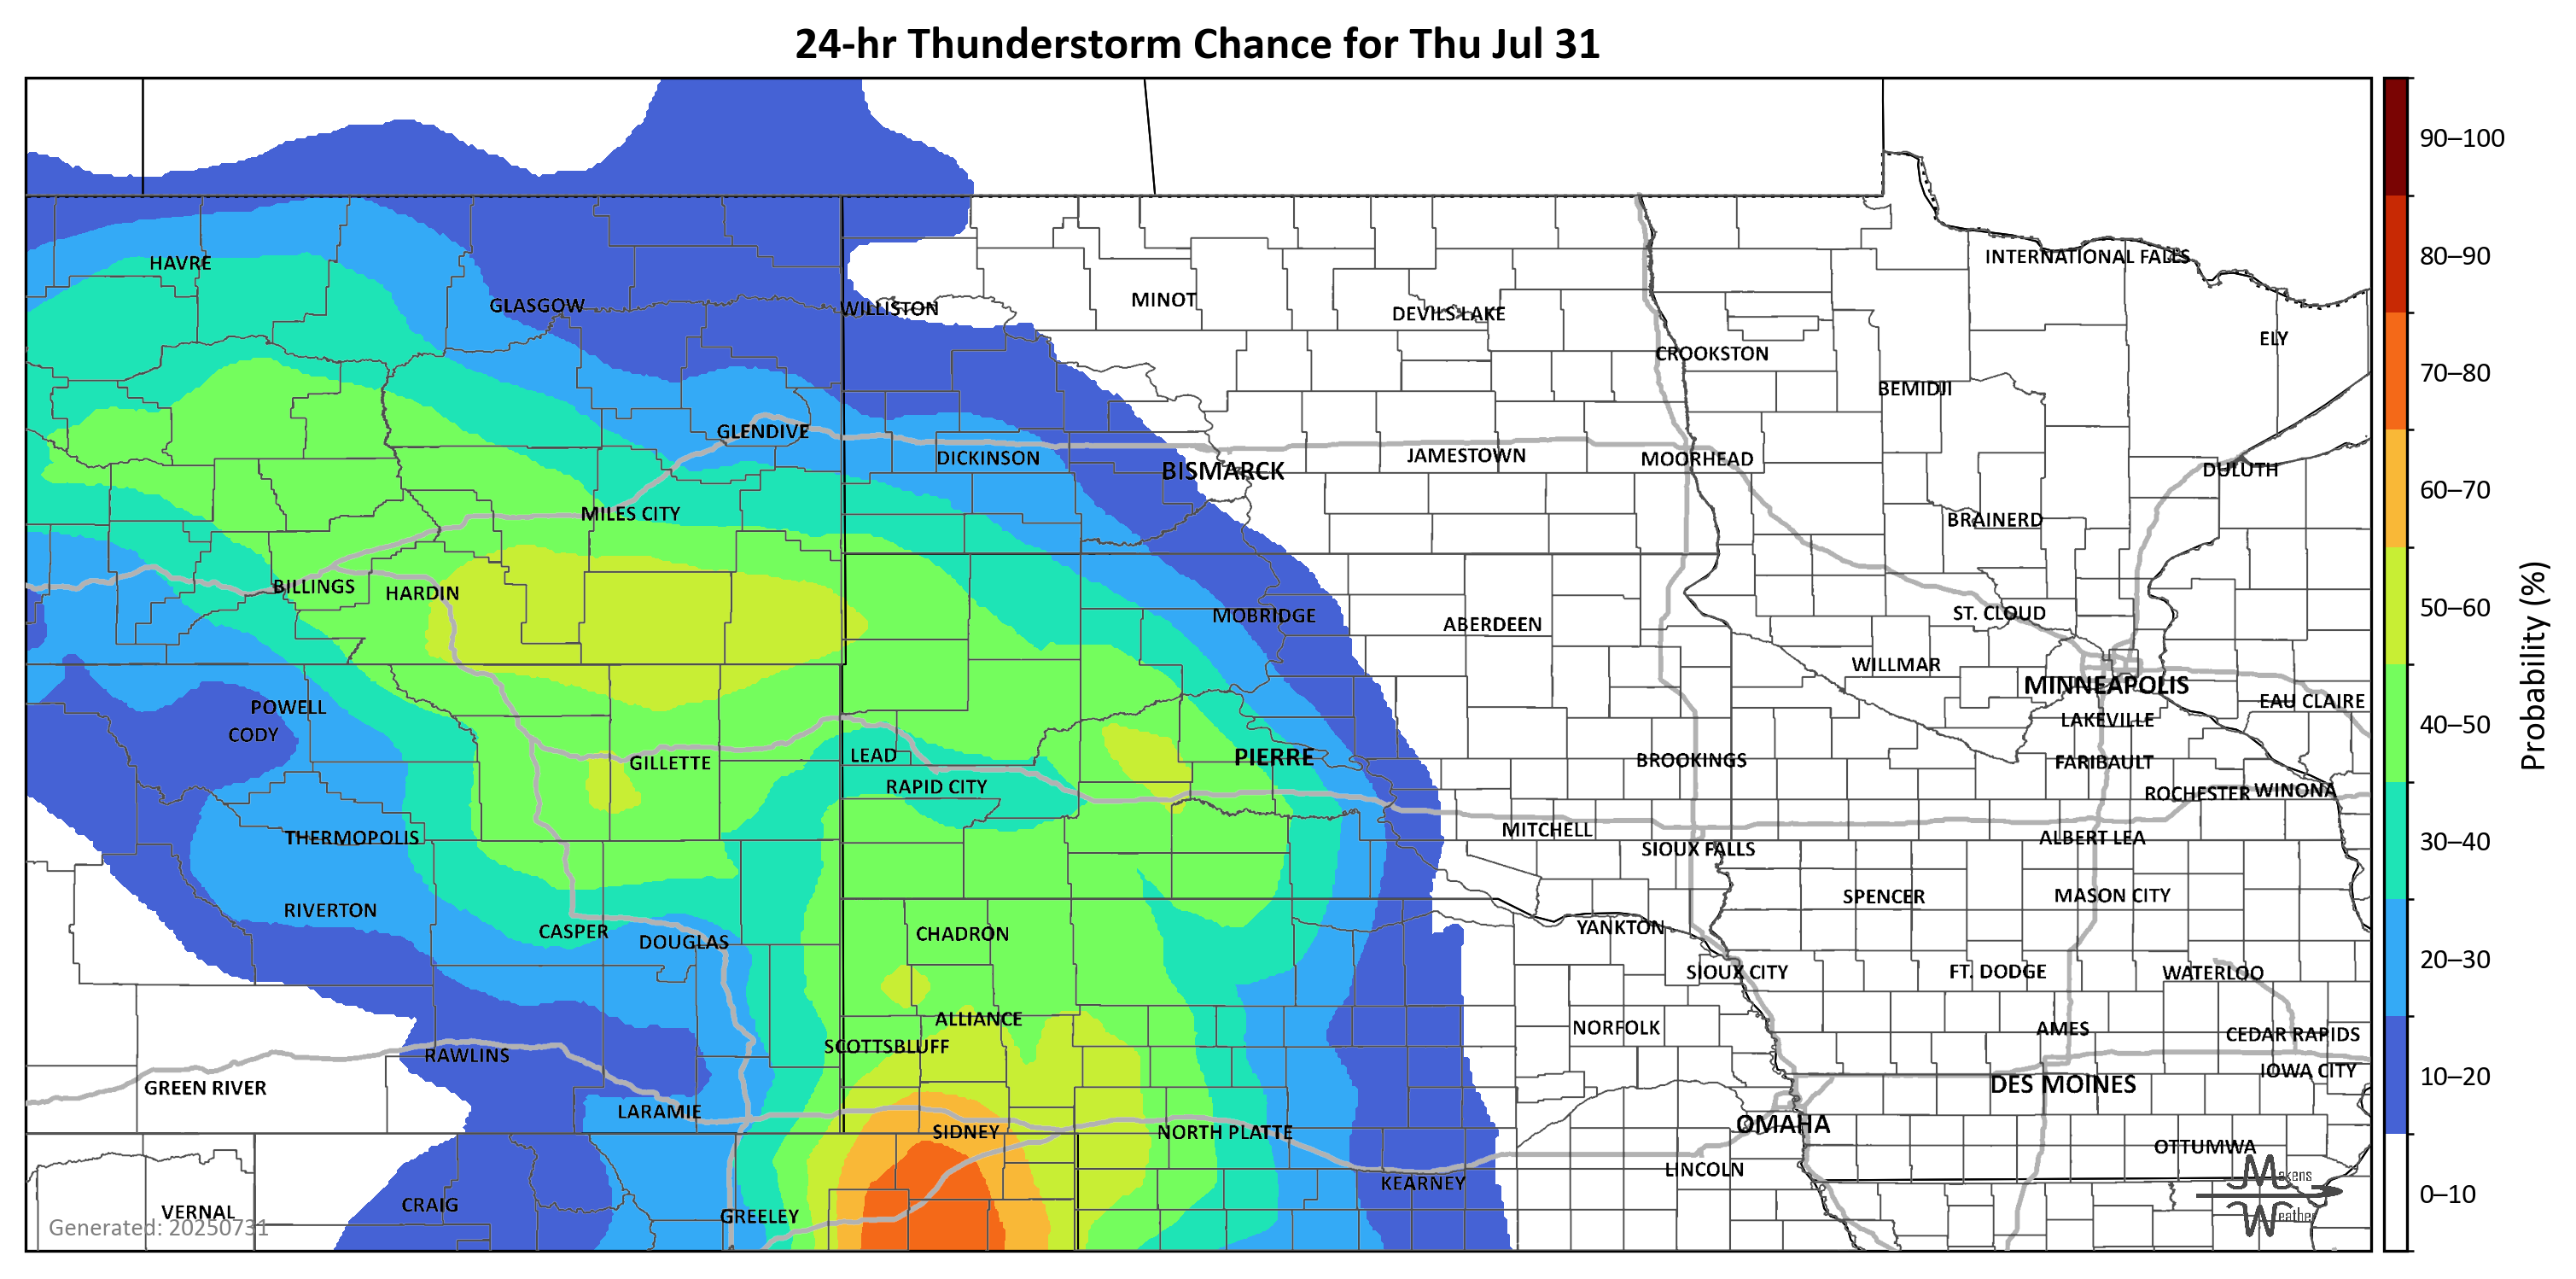 24-hr Thunderstorm Chance for Thu Jul 31
90–100
80–90
70–80
60–70
50–60
40–50
30–40
20–30
10–20
0–10
Probability (%)
INTERNATIONAL FALLS
HAVRE
GLASGOW
WILLISTON
MINOT
DEVILS LAKE
ELY
CROOKSTON
BEMIDJI
GLENDIVE
DICKINSON
BISMARCK
JAMESTOWN
MOORHEAD
DULUTH
MILES CITY
BRAINERD
BILLINGS
HARDIN
MOBRIDGE
ABERDEEN
ST. CLOUD
WILLMAR
MINNEAPOLIS
EAU CLAIRE
POWELL
LAKEVILLE
CODY
LEAD
GILLETTE
PIERRE
BROOKINGS
FARIBAULT
RAPID CITY
ROCHESTER
WINONA
THERMOPOLIS
MITCHELL
ALBERT LEA
SIOUX FALLS
RIVERTON
SPENCER
MASON CITY
CASPER
DOUGLAS
CHADRON
YANKTON
SIOUX CITY
FT. DODGE
WATERLOO
ALLIANCE
NORFOLK
AMES
CEDAR RAPIDS
SCOTTSBLUFF
RAWLINS
IOWA CITY
GREEN RIVER
DES MOINES
LARAMIE
OMAHA
SIDNEY
NORTH PLATTE
OTTUMWA
LINCOLN
KEARNEY
CRAIG
VERNAL
GREELEY
Generated: 20250731
Makens
Weather